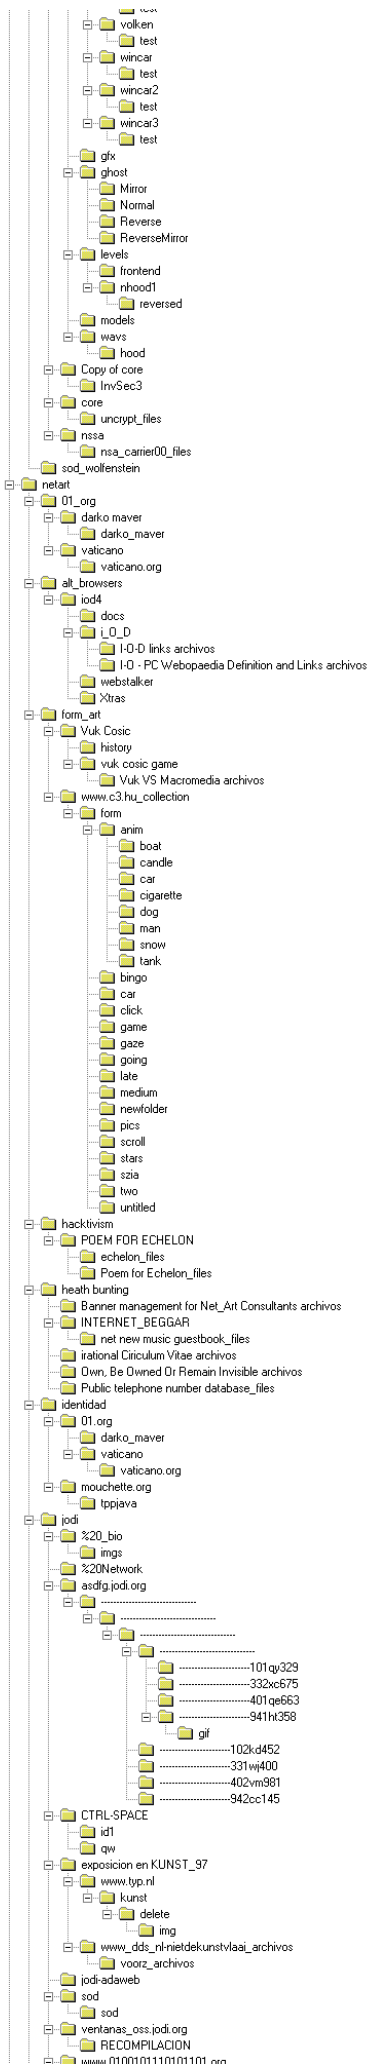 test
volken
test
wincar
test
wincar2
test
wincar3
test
gfx
ghost
Mirror
Normal
Reverse
ReverseMirror
levels
frontend
nhood1
reversed
models
wavs
hood
Copy of core
InvSec3
core
uncrypt_files
nssa
nsa_carrier00_files
sod_wolfenstein
netart
01_org
darko maver
darko_maver
vaticano
vaticano.org
alt_browsers
iod4
docs
i_O_D
I-O-D links archivos
I-O - PC Webopaedia Definition and Links archivos
webstalker
Xtras
form_art
Vuk Cosic
history
vuk cosic game
Vuk VS Macromedia archivos
www.c3.hu_collection
form
anim
boat
candle
car
cigarette
dog
man
snow
tank
bingo
car
click
game
gaze
going
late
medium
newfolder
pics
scroll
stars
szia
two
untitled
hacktivism
POEM FOR ECHELON
echelon_files
Poem for Echelon_files
heath bunting
Banner management for Net_Art Consultants archivos
INTERNET_BEGGAR
net new music guestbook_files
irational Ciriculum Vitae archivos
Own, Be Owned Or Remain Invisible archivos
Public telephone number database_files
identidad
01.org
darko_maver
vaticano
vaticano.org
mouchette.org
tppjava
jodi
%20_bio
imgs
%20Network
asdfg.jodi.org
--------------------------------
--------------------------------
--------------------------------
--------------------------------
------------------------101qy329
------------------------332xc675
------------------------401qe663
------------------------941ht358
gif
------------------------102kd452
------------------------331wj400
------------------------402vm981
------------------------942cc145
CTRL-SPACE
id1
qw
exposicion en KUNST_97
www.typ.nl
kunst
delete
img
www_dds_nl-nietdekunstvlaai_archivos
voorz_archivos
jodi-adaweb
sod
sod
ventanas_oss.jodi.org
RECOMPILACION
www.0100101110101101.org